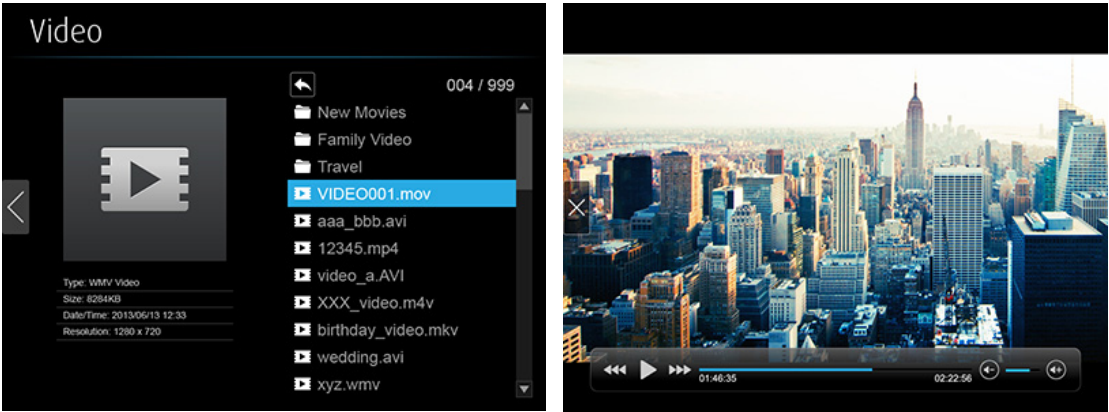 Video
004 / 999
New Movies
Family Video
Travel
VIDEO001.mov
aaa_bbb.avi
12345.mp4
video_a.AVI
XXX_video.m4v
birthday_video.mkv
wedding.avi
xyz.wmv
Type: WMV Video
Size: 8284KB
Date/Time: 2013/06/13 12:33
Resolution: 1280 x 720
01:46:35
02:22:56